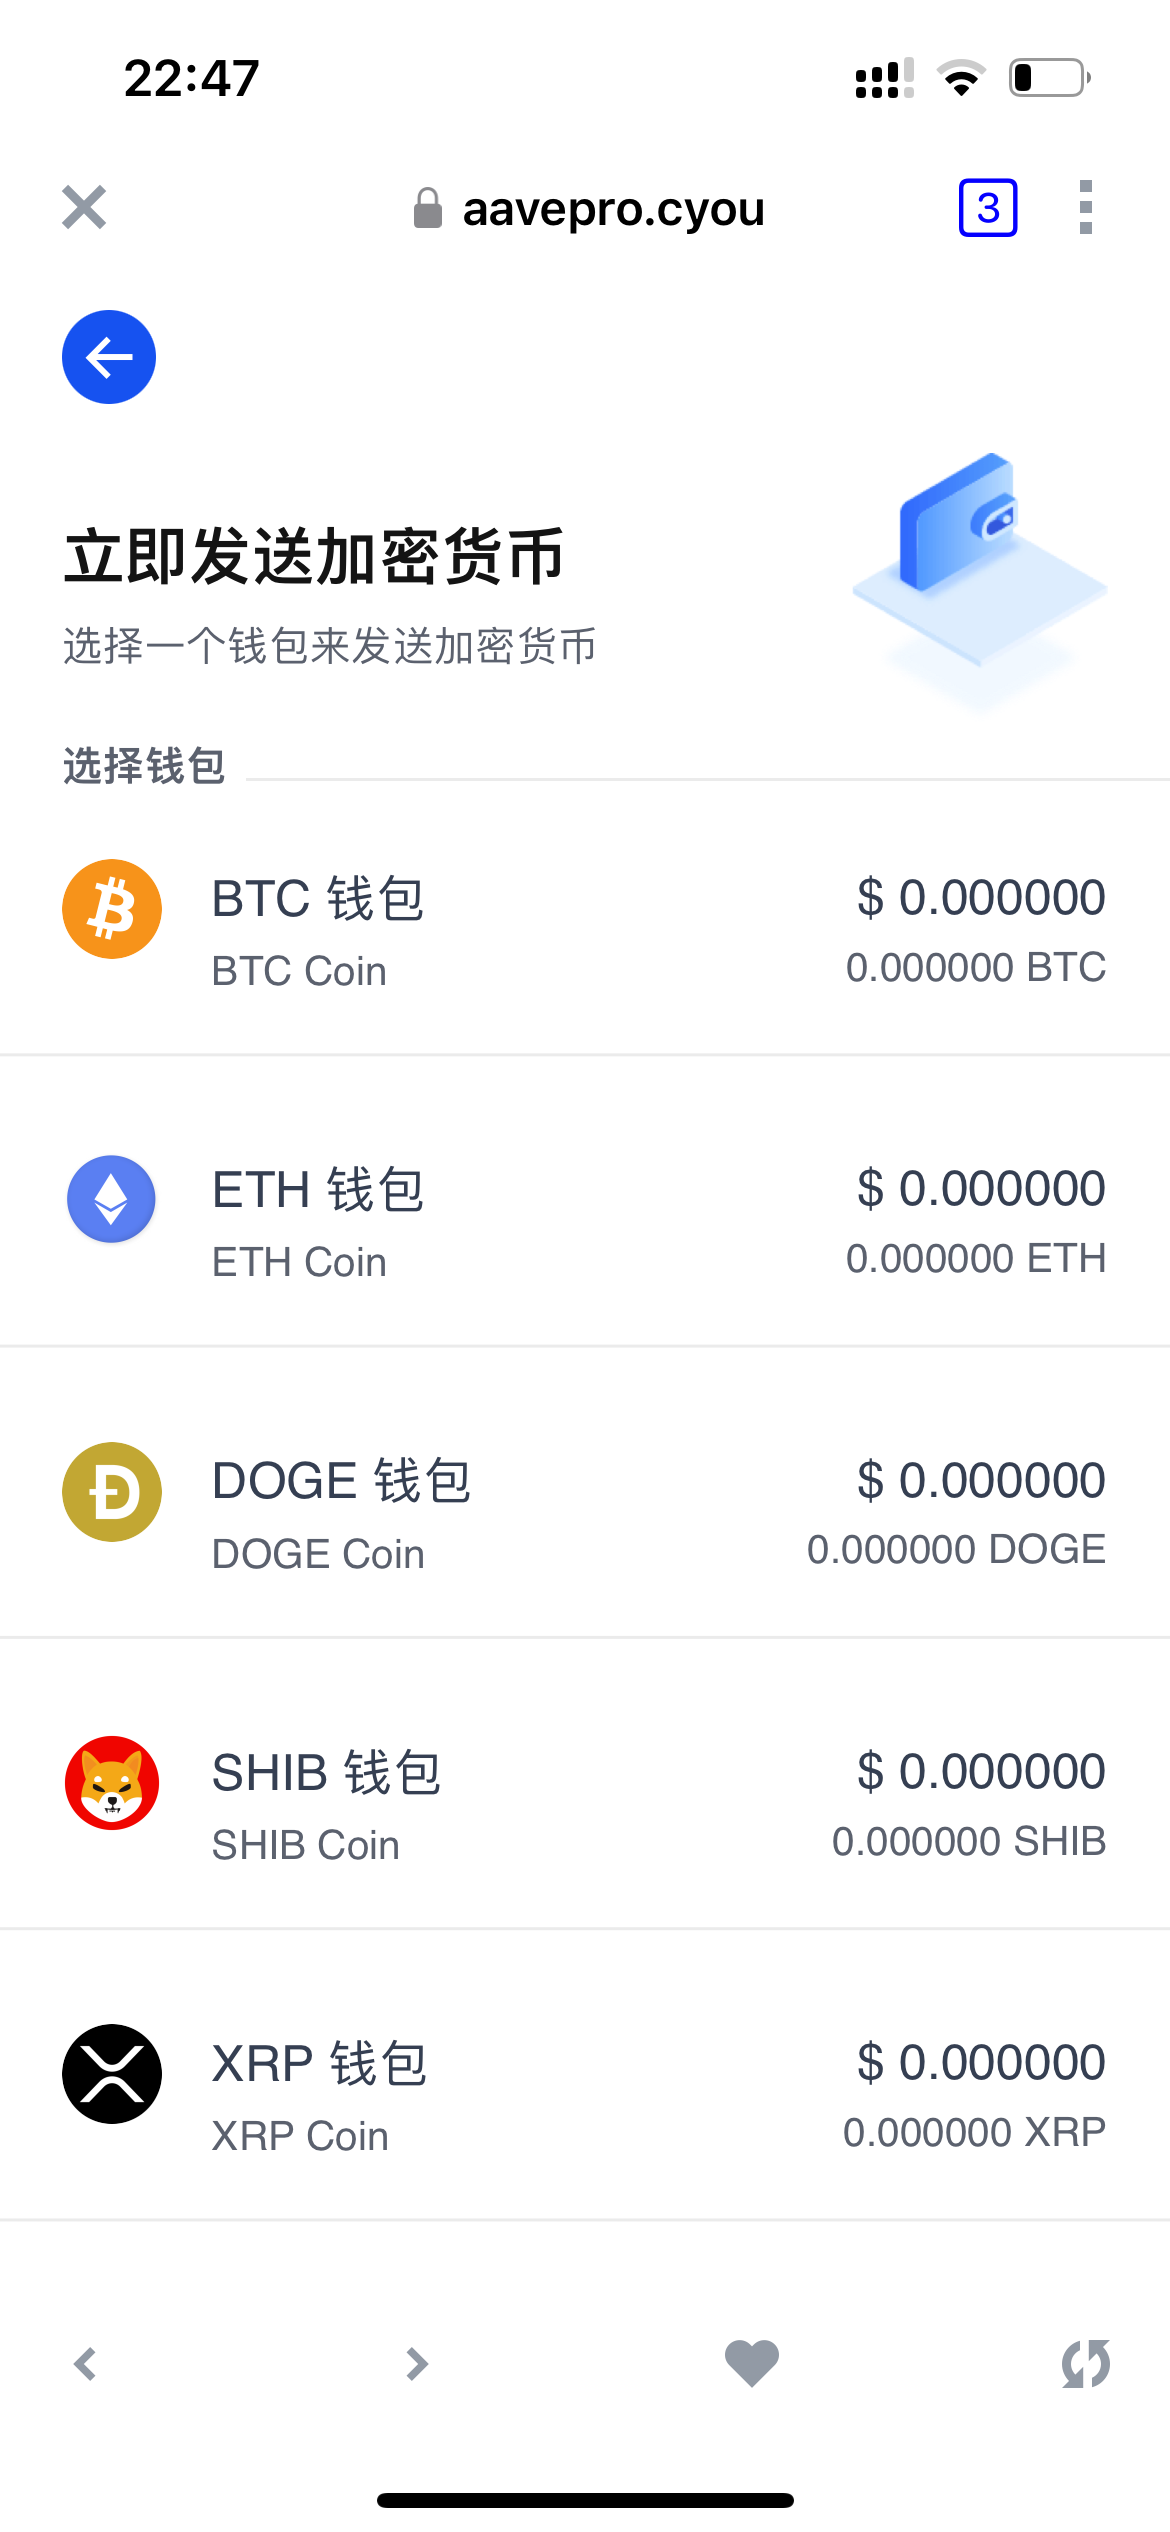 22:47
aavepro.cyou
3
立即发送加密货币
选择一个钱包来发送加密货币
选择钱包
BTC 钱包
$ 0.000000
BTC Coin
0.000000 BTC
ETH 钱包
$ 0.000000
ETH Coin
0.000000 ETH
DOGE 钱包
$ 0.000000
DOGE Coin
0.000000 DOGE
SHIB 钱包
$ 0.000000
SHIB Coin
0.000000 SHIB
XRP 钱包
$ 0.000000
XRP Coin
0.000000 XRP